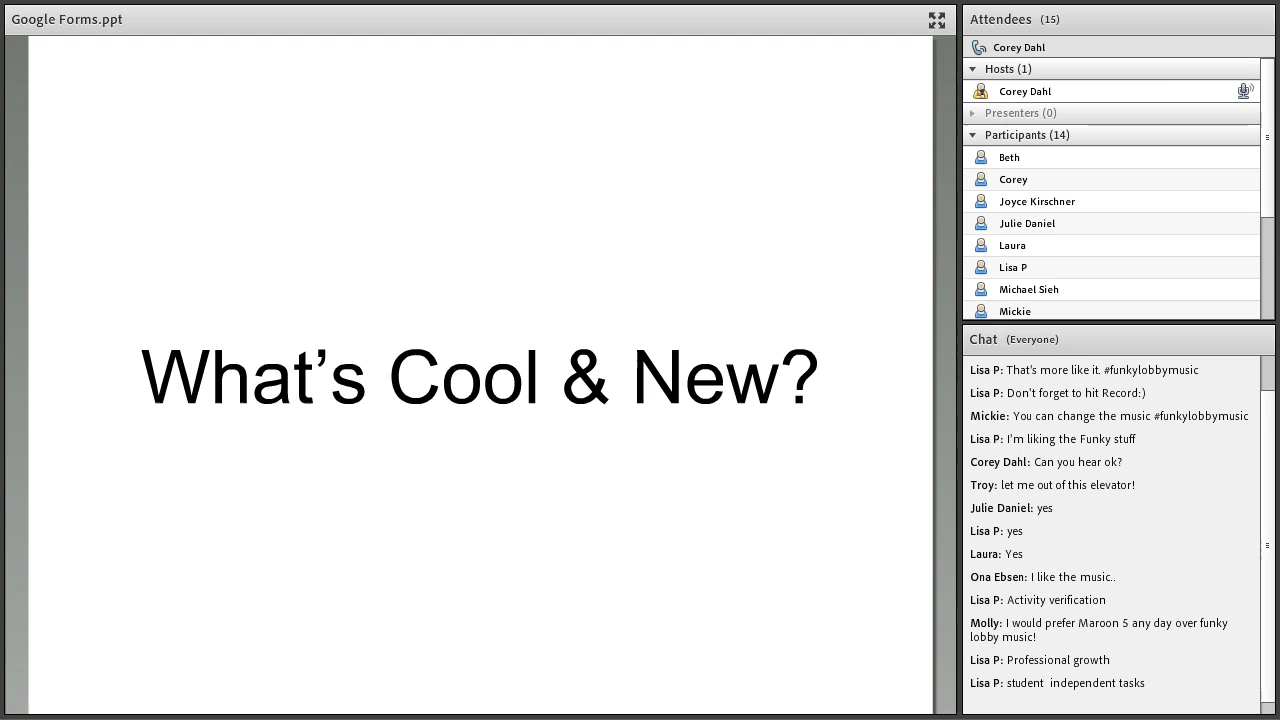 Google Forms.ppt
What's Cool & New?
Attendees (15)
Corey Dahl
Hosts (1)
Corey Dahl
Presenters (0)
Participants (14)
Beth
Corey
Joyce Kirschner
Julie Daniel
Laura
Lisa P
Michael Sieh
Mickie
Chat (Everyone)
Lisa P: That's more like it. #funkylobbymusic
Lisa P: Don't forget to hit Record:)
Mickie: You can change the music #funkylobbymusic
Lisa P: I'm liking the Funky stuff
Corey Dahl: Can you hear ok?
Troy: let me out of this elevator!
Julie Daniel: yes
Lisa P: yes
Laura: Yes
Ona Ebsen: I like the music..
Lisa P: Activity verification
Molly: I would prefer Maroon 5 any day over funky
lobby music!
Lisa P: Professional growth
Lisa P: student  independent tasks